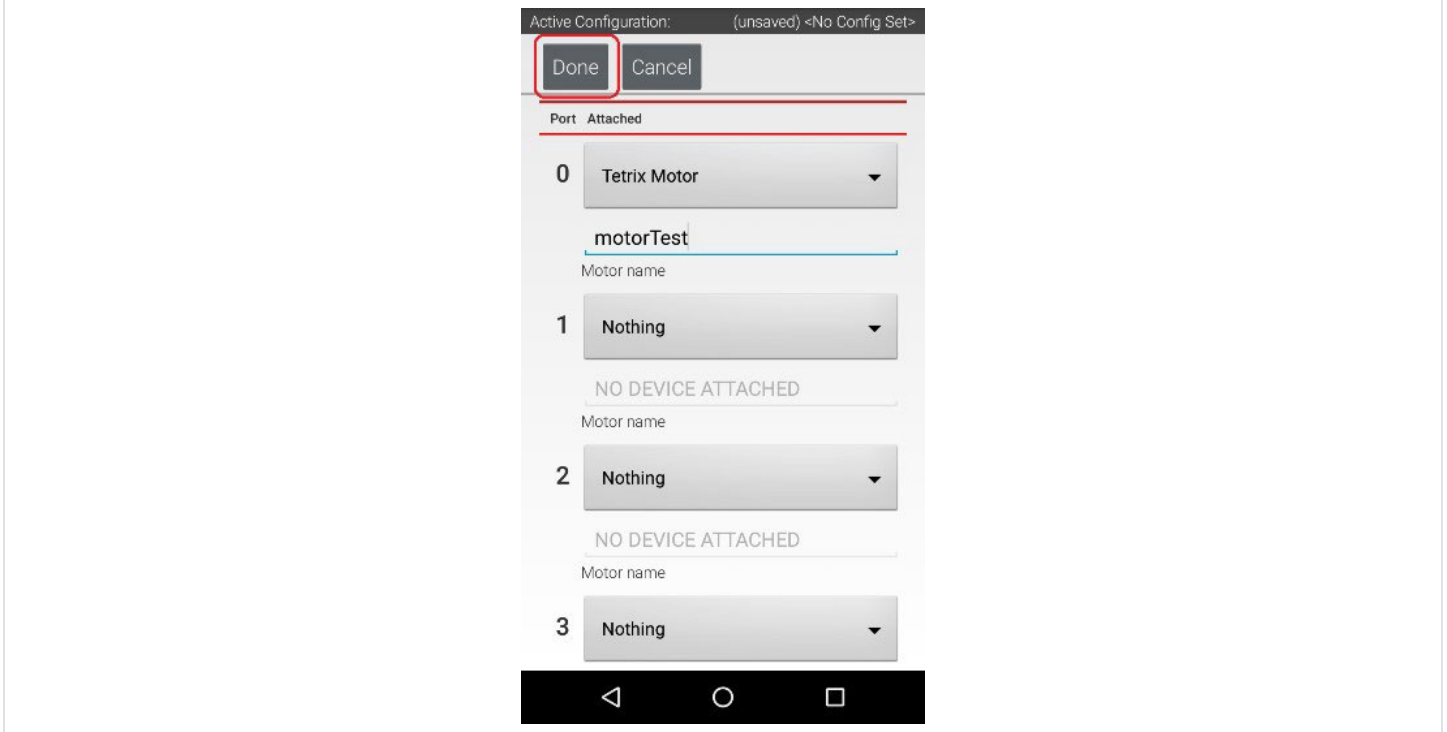 Active Configuration: (unsaved) <No Config Set>
Done Cancel
Port Attached
0 Tetrix Motor
motorTest
Motor name
1 Nothing
NO DEVICE ATTACHED
Motor name
2 Nothing
NO DEVICE ATTACHED
Motor name
3 Nothing